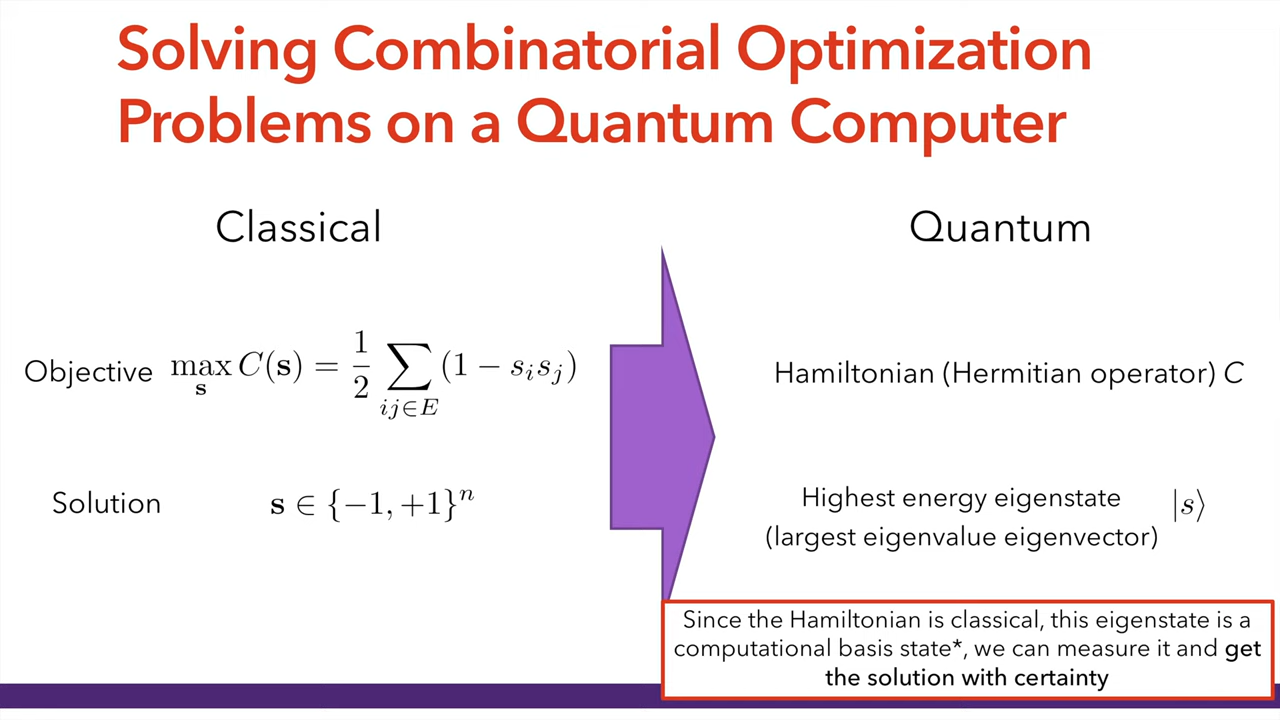 Solving Combinatorial Optimization
Problems on a Quantum Computer
Classical
Quantum
Objective max_s C(s) = 1/2 ∑_{ij∈E} (1 − s_i s_j)
Hamiltonian (Hermitian operator) C
Solution s ∈ {−1, +1}^n
Highest energy eigenstate
(largest eigenvalue eigenvector) |s⟩
Since the Hamiltonian is classical, this eigenstate is a
computational basis state*, we can measure it and get
the solution with certainty